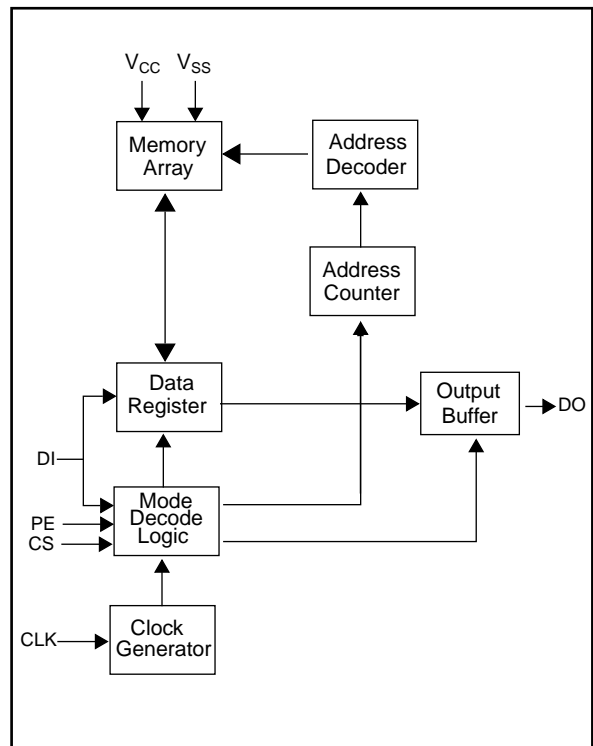 VCC VSS
Memory
Array
Address
Decoder
Address
Counter
Data
Register
Output
Buffer
DO
DI
Mode
Decode
Logic
PE
CS
CLK
Clock
Generator